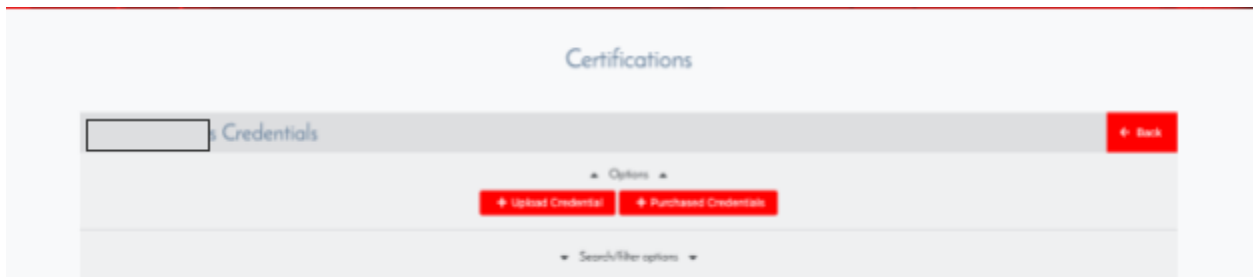 Certifications
s Credentials
← Back
▲ Options ▲
+ Upload Credential
+ Purchased Credentials
▼ Search/filter options ▼